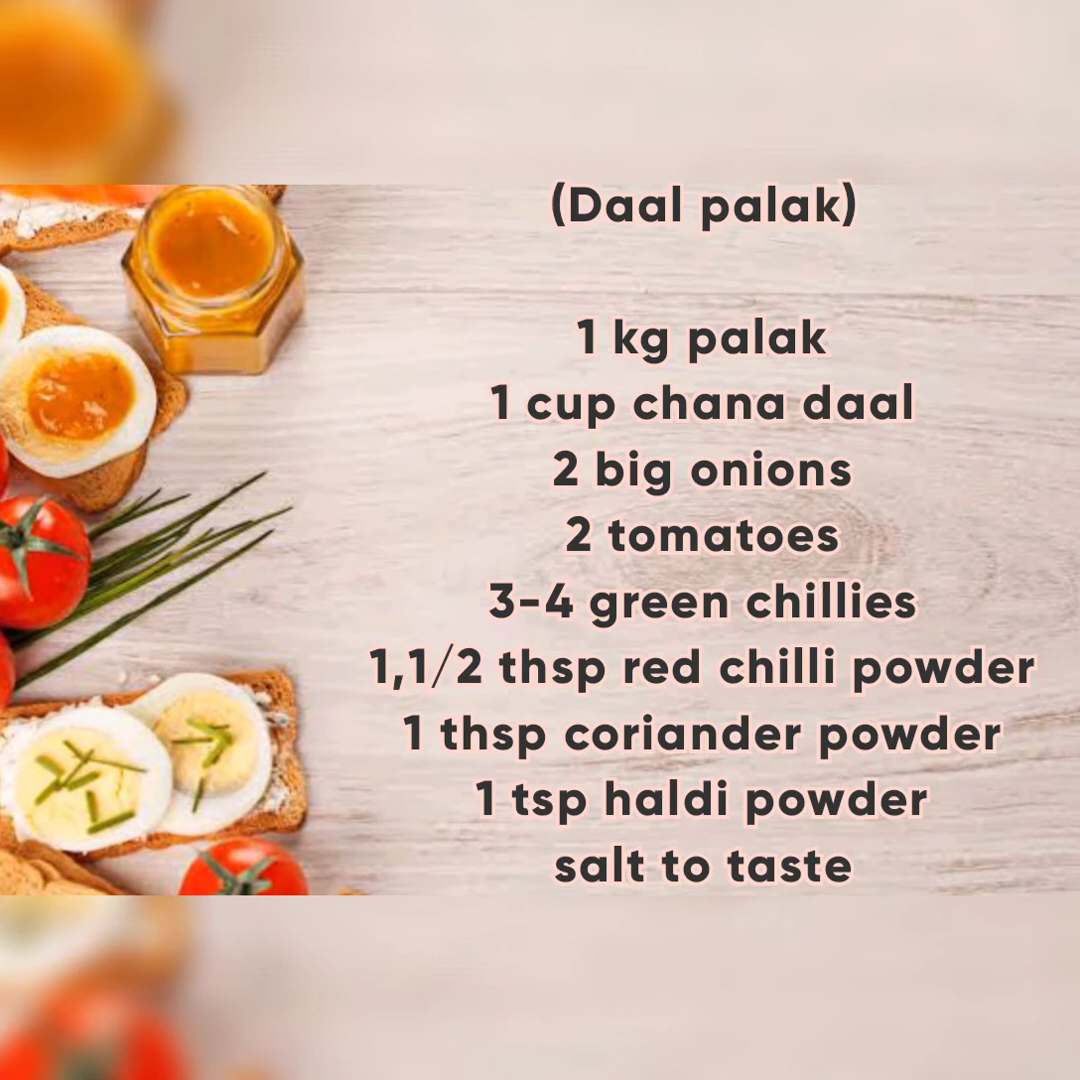 (Daal palak)
1 kg palak
1 cup chana daal
2 big onions
2 tomatoes
3-4 green chillies
1,1/2 thsp red chilli powder
1 thsp coriander powder
1 tsp haldi powder
salt to taste